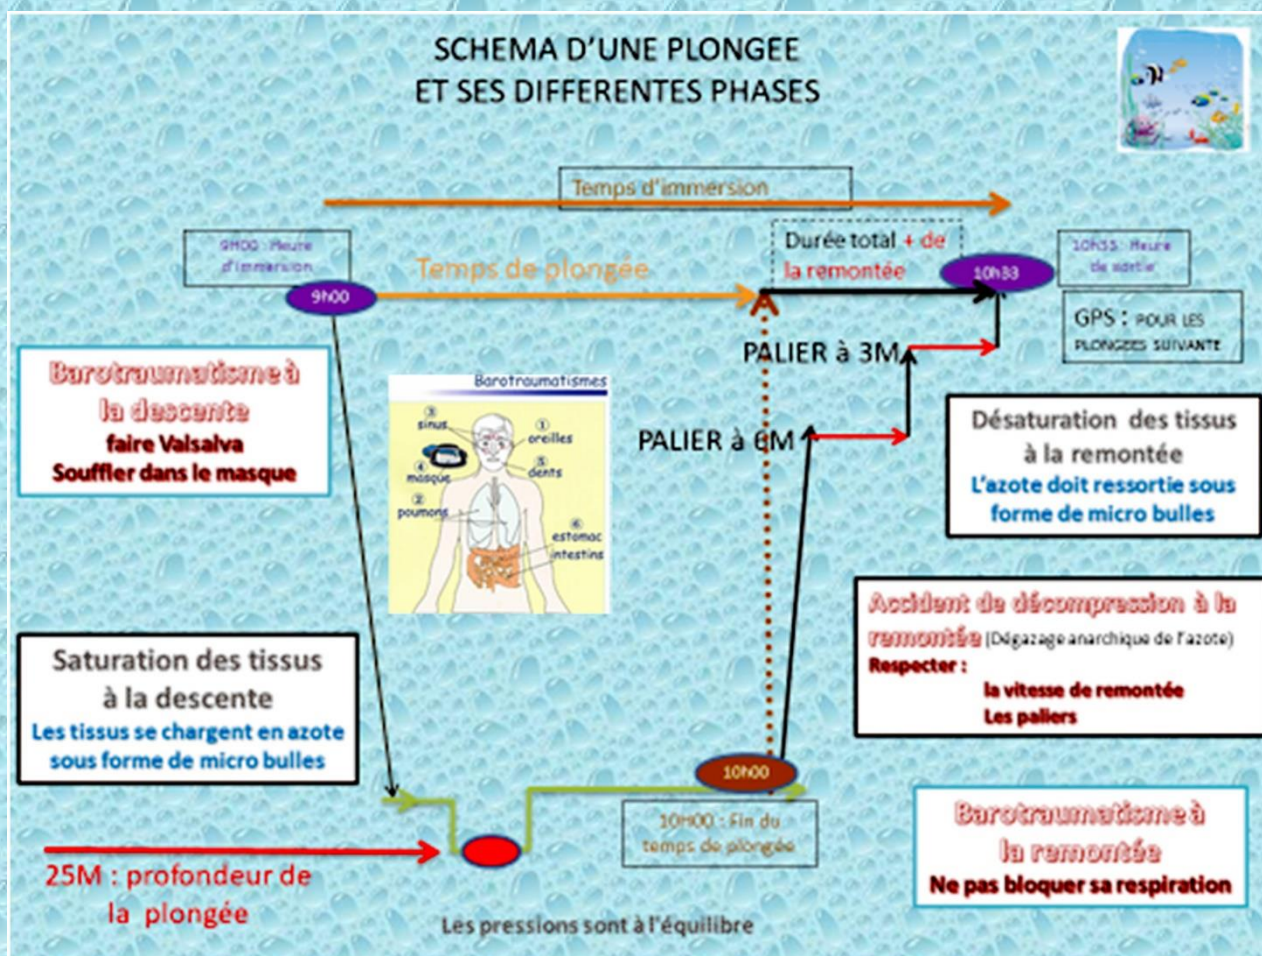 SCHEMA D'UNE PLONGEE
ET SES DIFFERENTES PHASES
Temps d'immersion
9H00 : Heure
d'immersion
Temps de plongée
Durée total + de
la remontée
10h33
10h33: Heure
de sortie
9h00
GPS : POUR LES
PLONGEES SUIVANTE
PALIER à 3M
Barotraumatisme à
la descente
faire Valsalva
Souffler dans le masque
Barotraumatismes
③
sinus
①
oreilles
④
masque
⑤
dents
②
poumons
⑥
estomac
intestins
PALIER à 6M
Désaturation des tissus
à la remontée
L'azote doit ressortie sous
forme de micro bulles
Accident de décompression à la
remontée (Dégazage anarchique de l'azote)
Respecter :
la vitesse de remontée
Les paliers
Saturation des tissus
à la descente
Les tissus se chargent en azote
sous forme de micro bulles
10h00
10H00 : Fin du
temps de plongée
Barotraumatisme à
la remontée
Ne pas bloquer sa respiration
25M : profondeur de
la plongée
Les pressions sont à l'équilibre